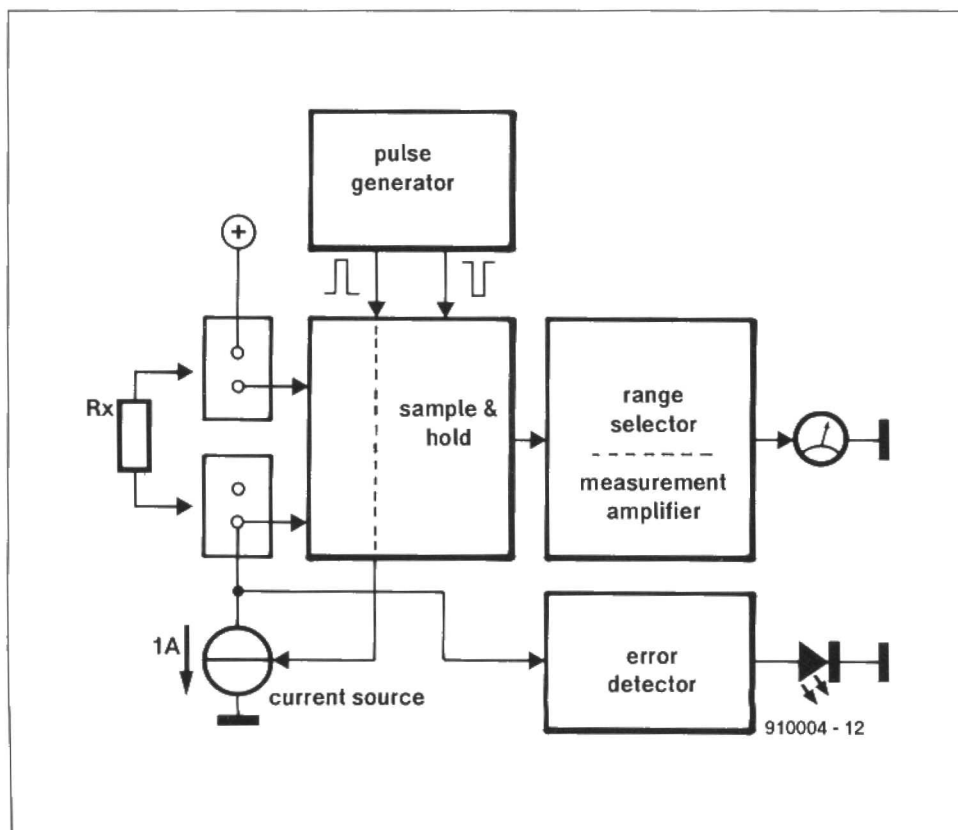 pulse
generator
+
Rx
sample &
hold
range
selector
measurement
amplifier
1A
current source
error
detector
910004 - 12